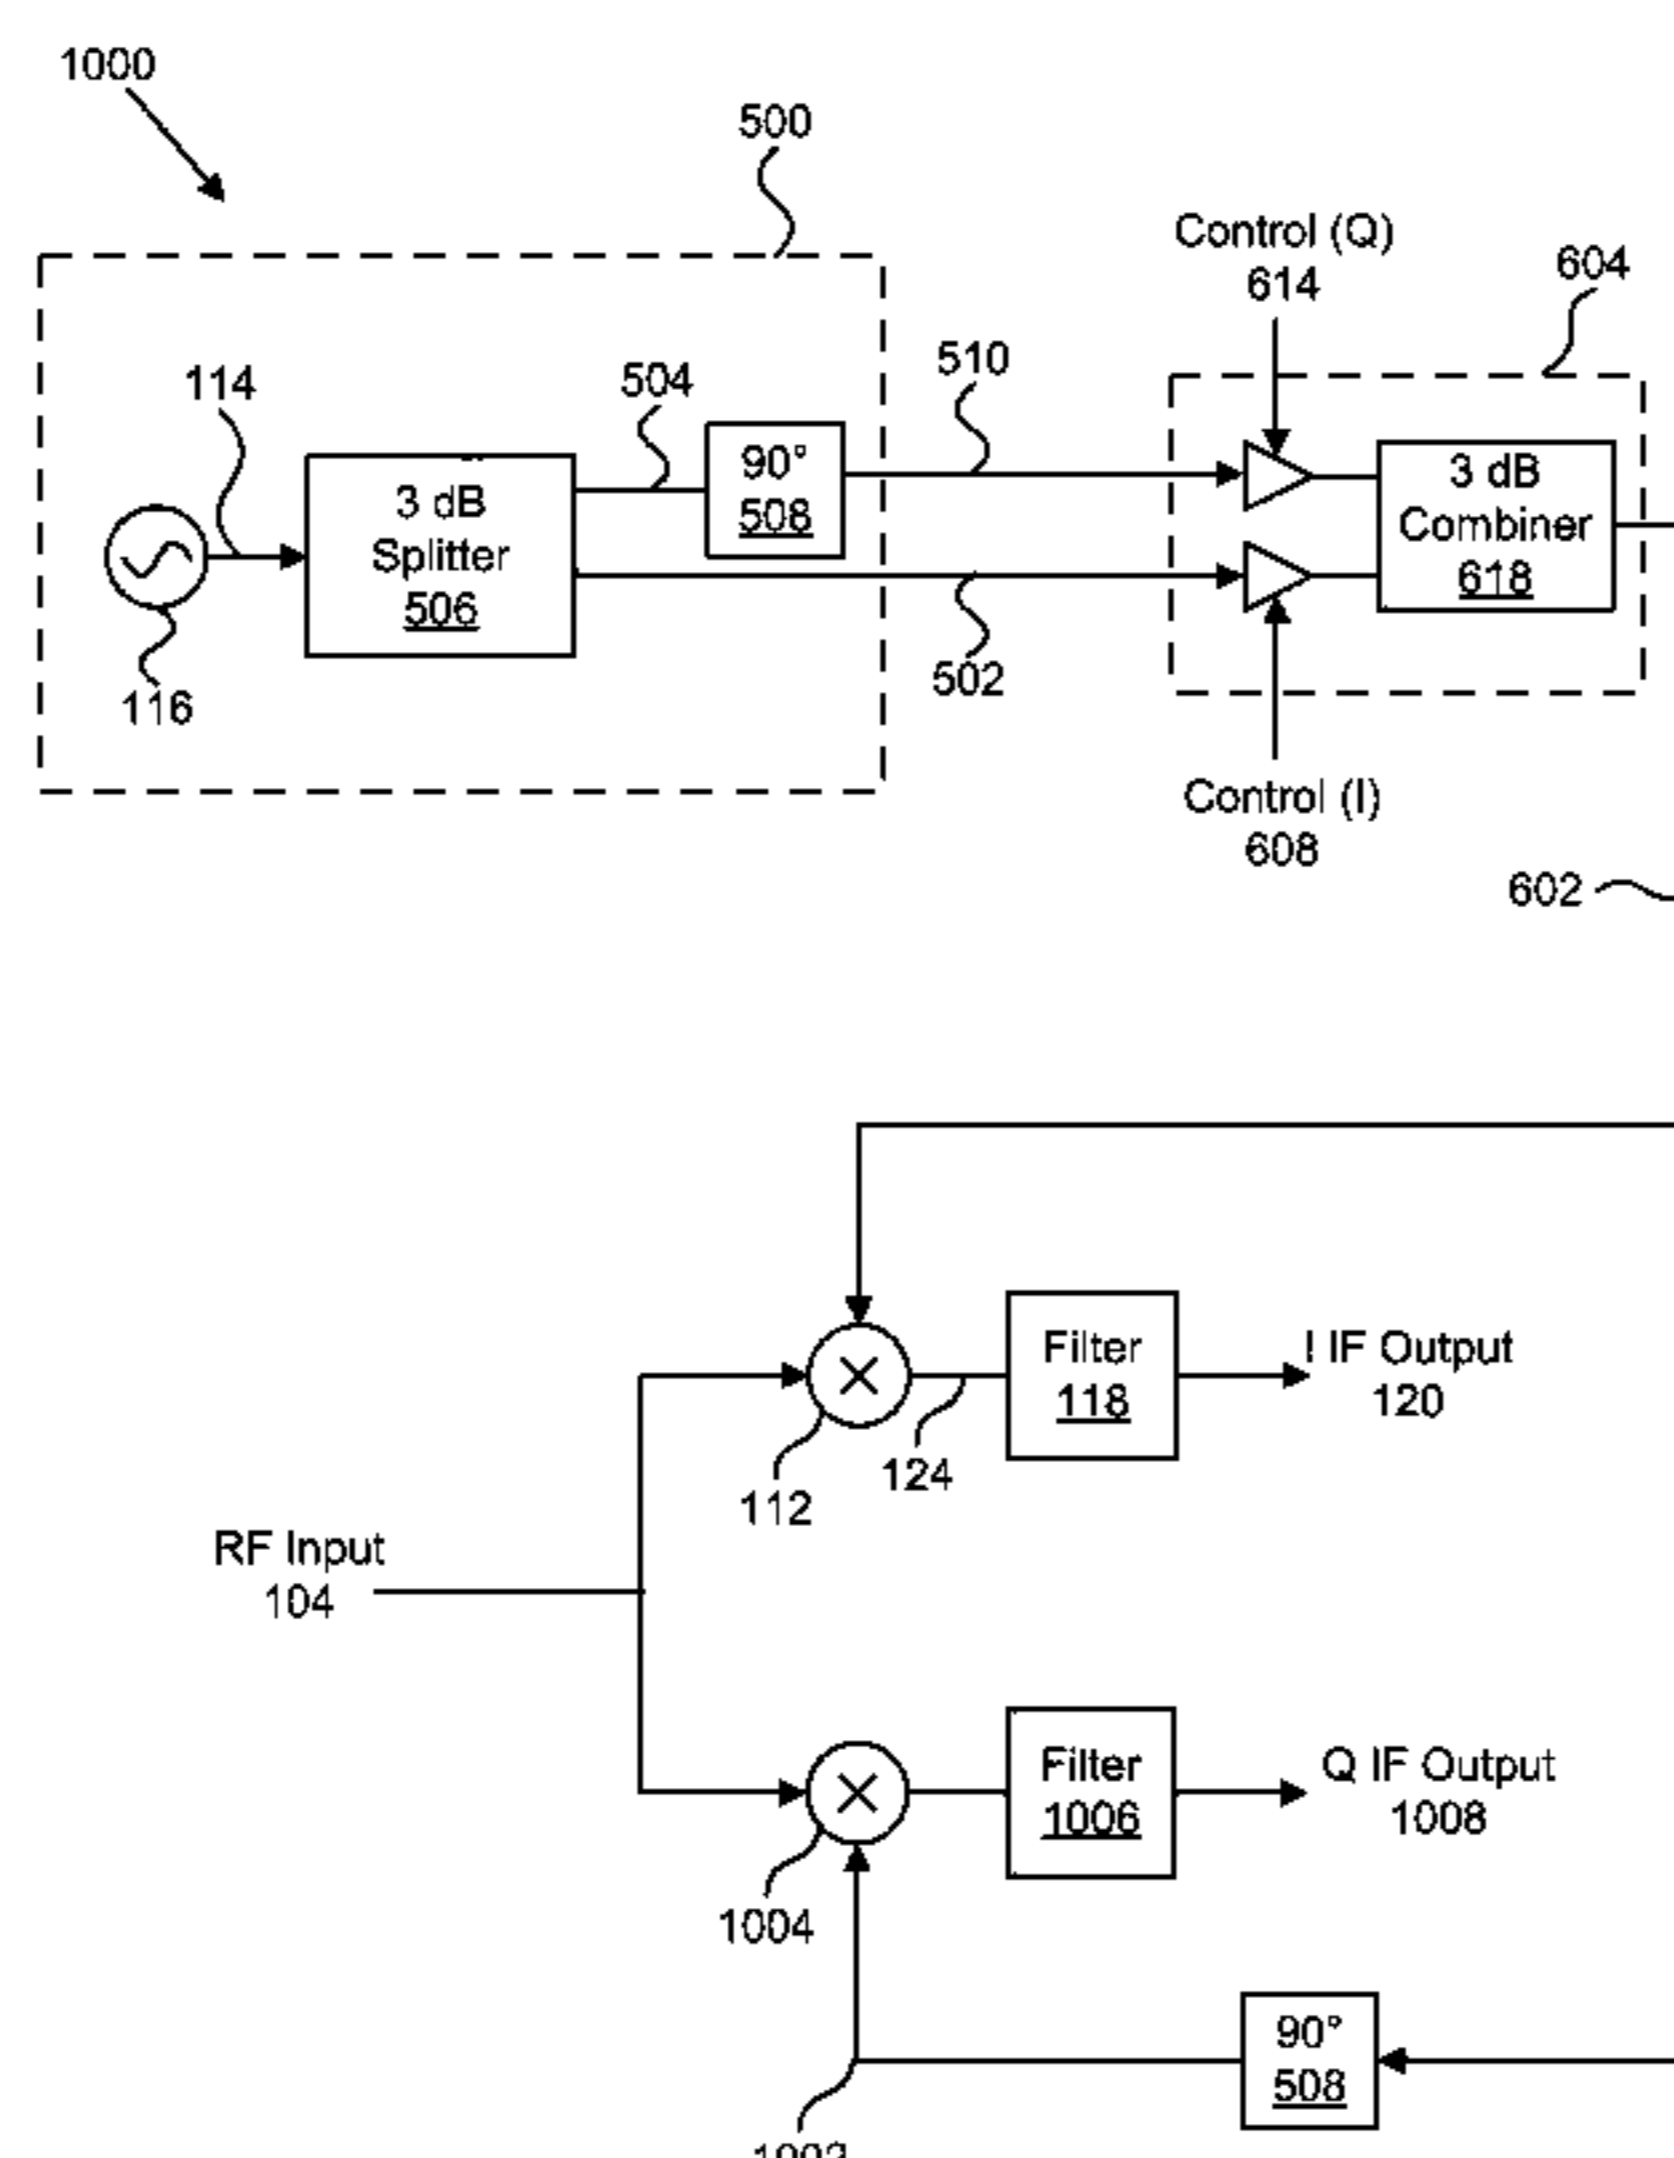 1000
500
Control (Q)
614
604
114
504
510
90°
508
3 dB
Splitter
506
3 dB
Combiner
618
116
502
Control (I)
608
602
Filter
118
I IF Output
120
124
112
RF Input
104
Filter
1006
Q IF Output
1008
1004
90°
508